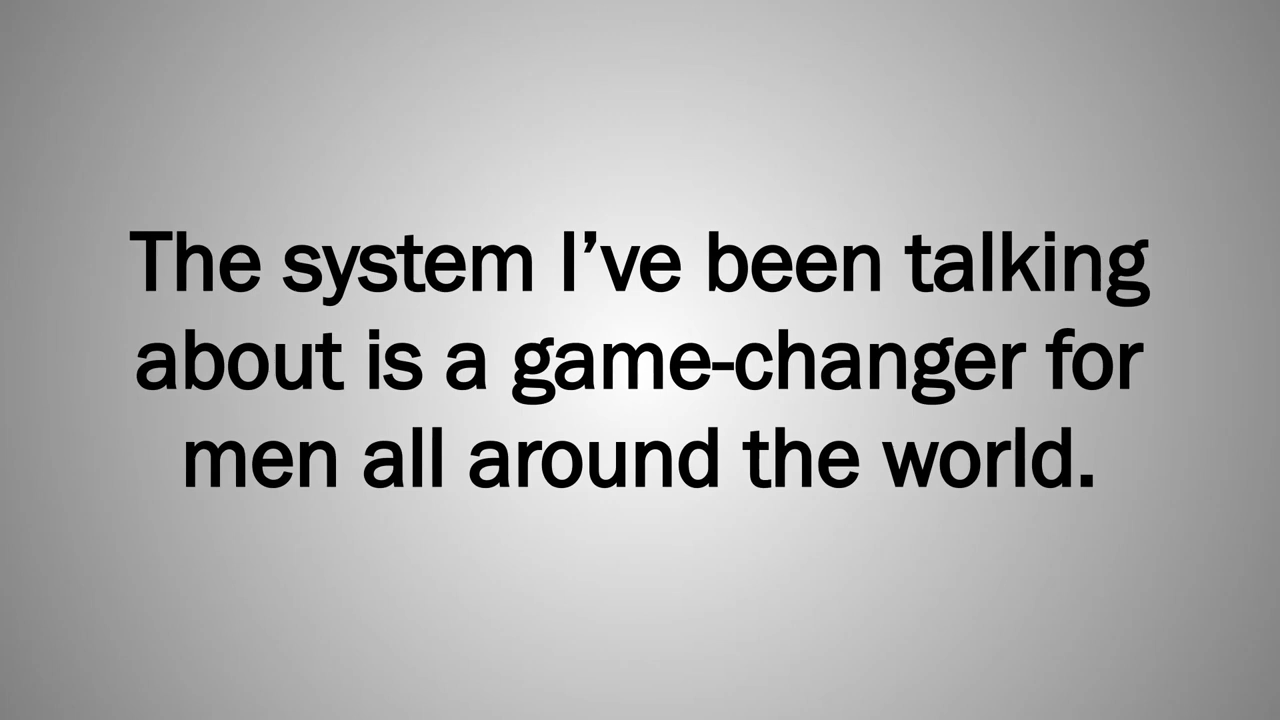 The system I’ve been talking
about is a game-changer for
men all around the world.